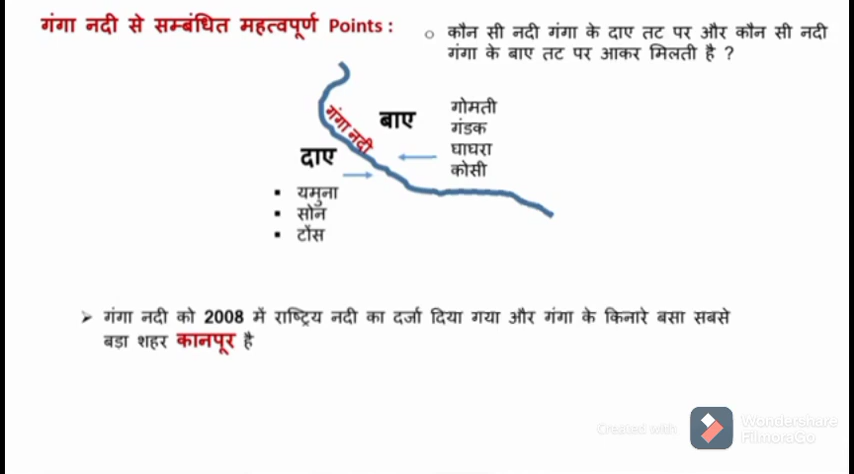 गंगा नदी से सम्बंधित महत्वपूर्ण Points :
○ कौन सी नदी गंगा के दाए तट पर और कौन सी नदी
गंगा के बाए तट पर आकर मिलती है ?
गंगा नदी
बाए
गोमती
गंडक
घाघरा
कोसी
दाए
▪ यमुना
▪ सोन
▪ टोंस
➢ गंगा नदी को 2008 में राष्ट्रिय नदी का दर्जा दिया गया और गंगा के किनारे बसा सबसे
बडा शहर कानपूर है
Created with
Wondershare
FilmoraGo